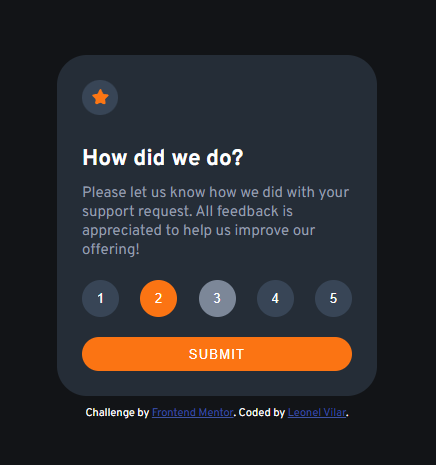 How did we do?
Please let us know how we did with your
support request. All feedback is
appreciated to help us improve our
offering!
1 2 3 4 5
SUBMIT
Challenge by Frontend Mentor. Coded by Leonel Vilar.